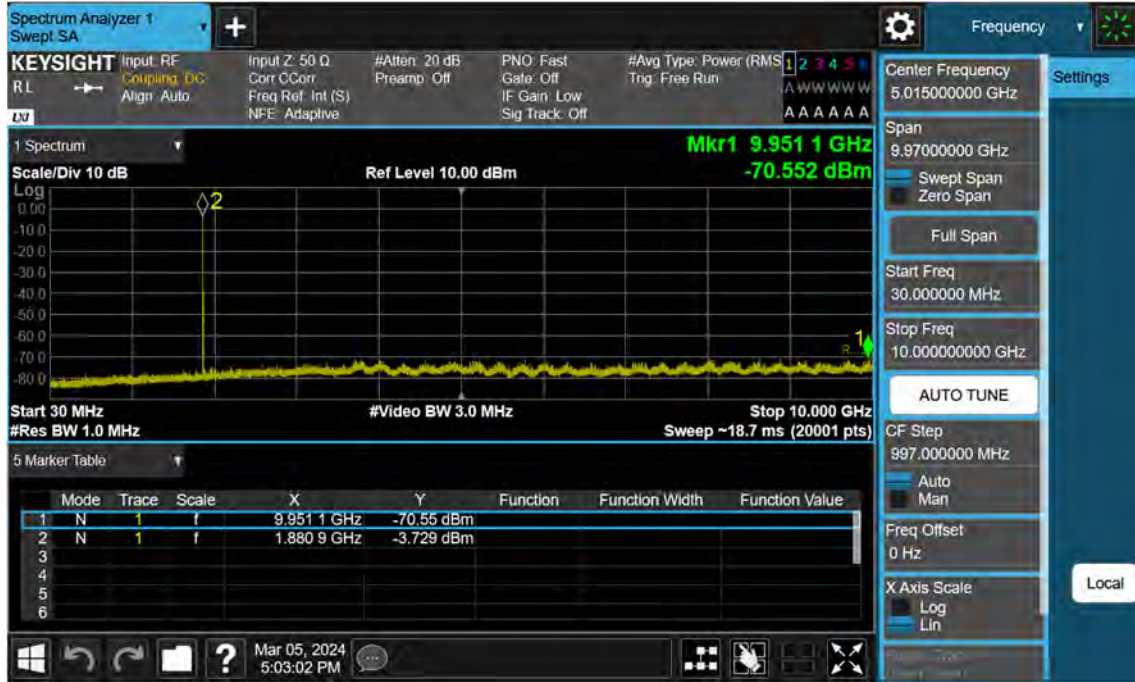 Spectrum Analyzer 1
Swept SA
+
Frequency
KEYSIGHT Input: RF Input Z: 50 Ω #Atten: 20 dB PNO: Fast #Avg Type: Power (RMS 1 2 3 4 5 6
RL Coupling: DC Corr CCorr Preamp: Off Gate: Off Trig: Free Run A W W W W W
Align: Auto Freq Ref: Int (S) IF Gain: Low
LXI NFE: Adaptive Sig Track: Off A A A A A A
1 Spectrum Mkr1 9.951 1 GHz
Scale/Div 10 dB Ref Level 10.00 dBm -70.552 dBm
Log
2
0.00
-10.0
-20.0
-30.0
-40.0
-50.0
-60.0
1
-70.0
-80.0
Start 30 MHz #Video BW 3.0 MHz Stop 10.000 GHz
#Res BW 1.0 MHz Sweep ~18.7 ms (20001 pts)
5 Marker Table
Mode Trace Scale X Y Function Function Width Function Value
1 N 1 f 9.951 1 GHz -70.55 dBm
2 N 1 f 1.880 9 GHz -3.729 dBm
3
4
5
6
? Mar 05, 2024
5:03:02 PM
Center Frequency
5.015000000 GHz
Settings
Span
9.97000000 GHz
Swept Span
Zero Span
Full Span
Start Freq
30.000000 MHz
Stop Freq
10.000000000 GHz
AUTO TUNE
CF Step
997.000000 MHz
Auto
Man
Freq Offset
0 Hz
X Axis Scale
Log
Lin
Local